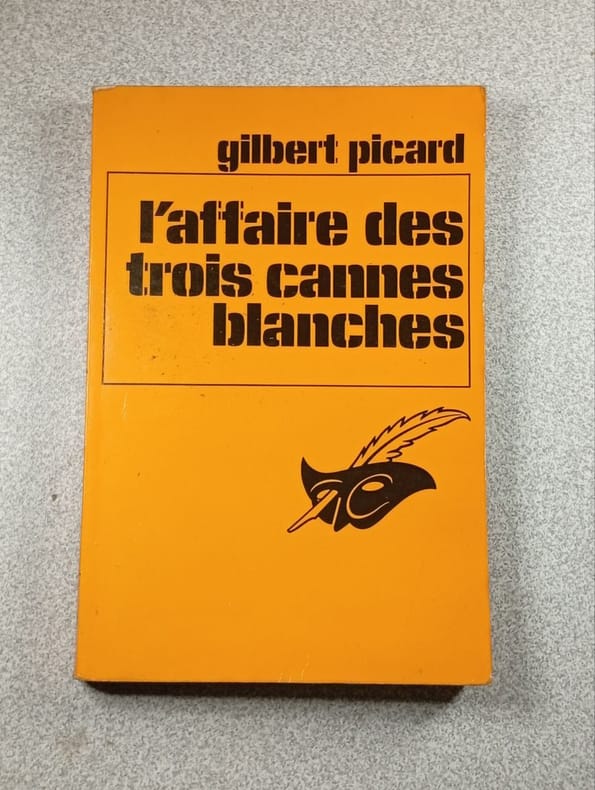 gilbert picard
l'affaire des
trois cannes
blanches